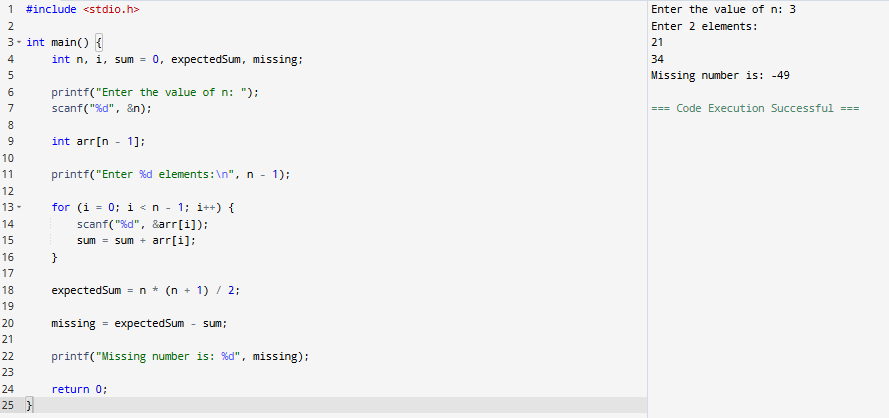 1 #include <stdio.h>
2
3 int main() {
4 int n, i, sum = 0, expectedSum, missing;
5
6 printf("Enter the value of n: ");
7 scanf("%d", &n);
8
9 int arr[n - 1];
10
11 printf("Enter %d elements:\n", n - 1);
12
13 for (i = 0; i < n - 1; i++) {
14 scanf("%d", &arr[i]);
15 sum = sum + arr[i];
16 }
17
18 expectedSum = n * (n + 1) / 2;
19
20 missing = expectedSum - sum;
21
22 printf("Missing number is: %d", missing);
23
24 return 0;
25 }
Enter the value of n: 3
Enter 2 elements:
21
34
Missing number is: -49
=== Code Execution Successful ===